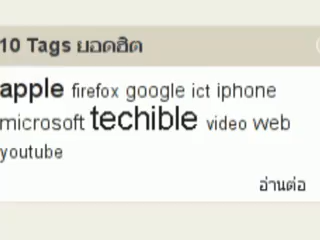 10 Tags ยอดฮิต
apple firefox google ict iphone
microsoft techible video web
youtube
อ่านต่อ